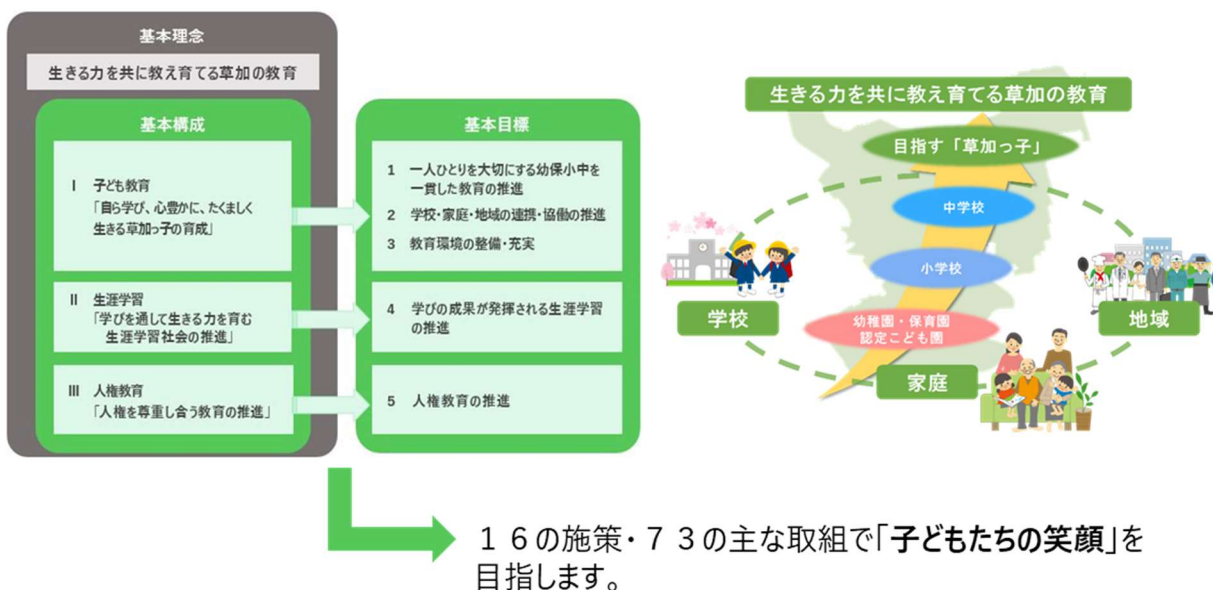 基本理念
生きる力を共に教え育てる草加の教育
基本構成
Ⅰ 子ども教育
「自ら学び、心豊かに、たくましく
生きる草加っ子の育成」
Ⅱ 生涯学習
「学びを通して生きる力を育む
生涯学習社会の推進」
Ⅲ 人権教育
「人権を尊重し合う教育の推進」
基本目標
1 一人ひとりを大切にする幼保小中を
一貫した教育の推進
2 学校・家庭・地域の連携・協働の推進
3 教育環境の整備・充実
4 学びの成果が発揮される生涯学習
の推進
5 人権教育の推進
生きる力を共に教え育てる草加の教育
目指す「草加っ子」
中学校
小学校
幼稚園・保育園
認定こども園
学校
地域
家庭
１６の施策・７３の主な取組で「子どもたちの笑顔」を
目指します。